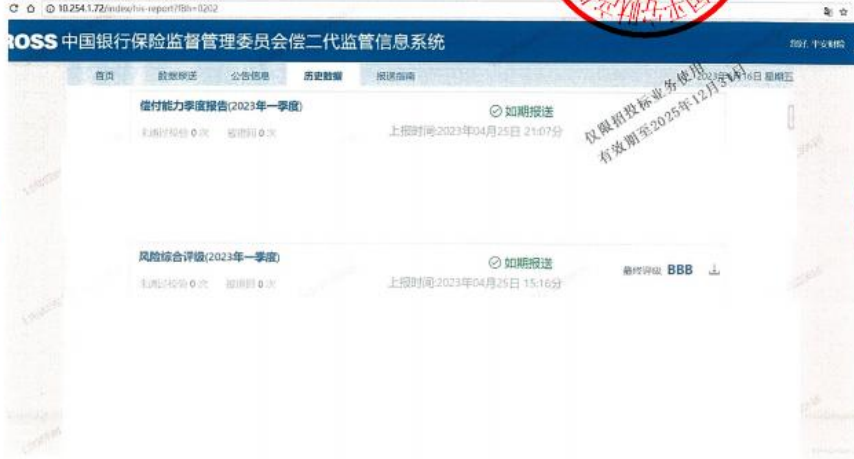 10.254.1.72/index/his-report?flBh=0202
ROSS 中国银行保险监督管理委员会偿二代监管信息系统
首页 数据报送 公告信息 历史数据 报送指南
仅限招投标业务使用
有效期至2025年12月31日
偿付能力季度报告(2023年一季度)
如期报送
未通过校验 0 次 被退回 0 次
上报时间:2023年04月25日 21:07分
风险综合评级(2023年一季度)
如期报送
最终评级 BBB
未通过校验 0 次 被退回 0 次
上报时间:2023年04月25日 15:16分